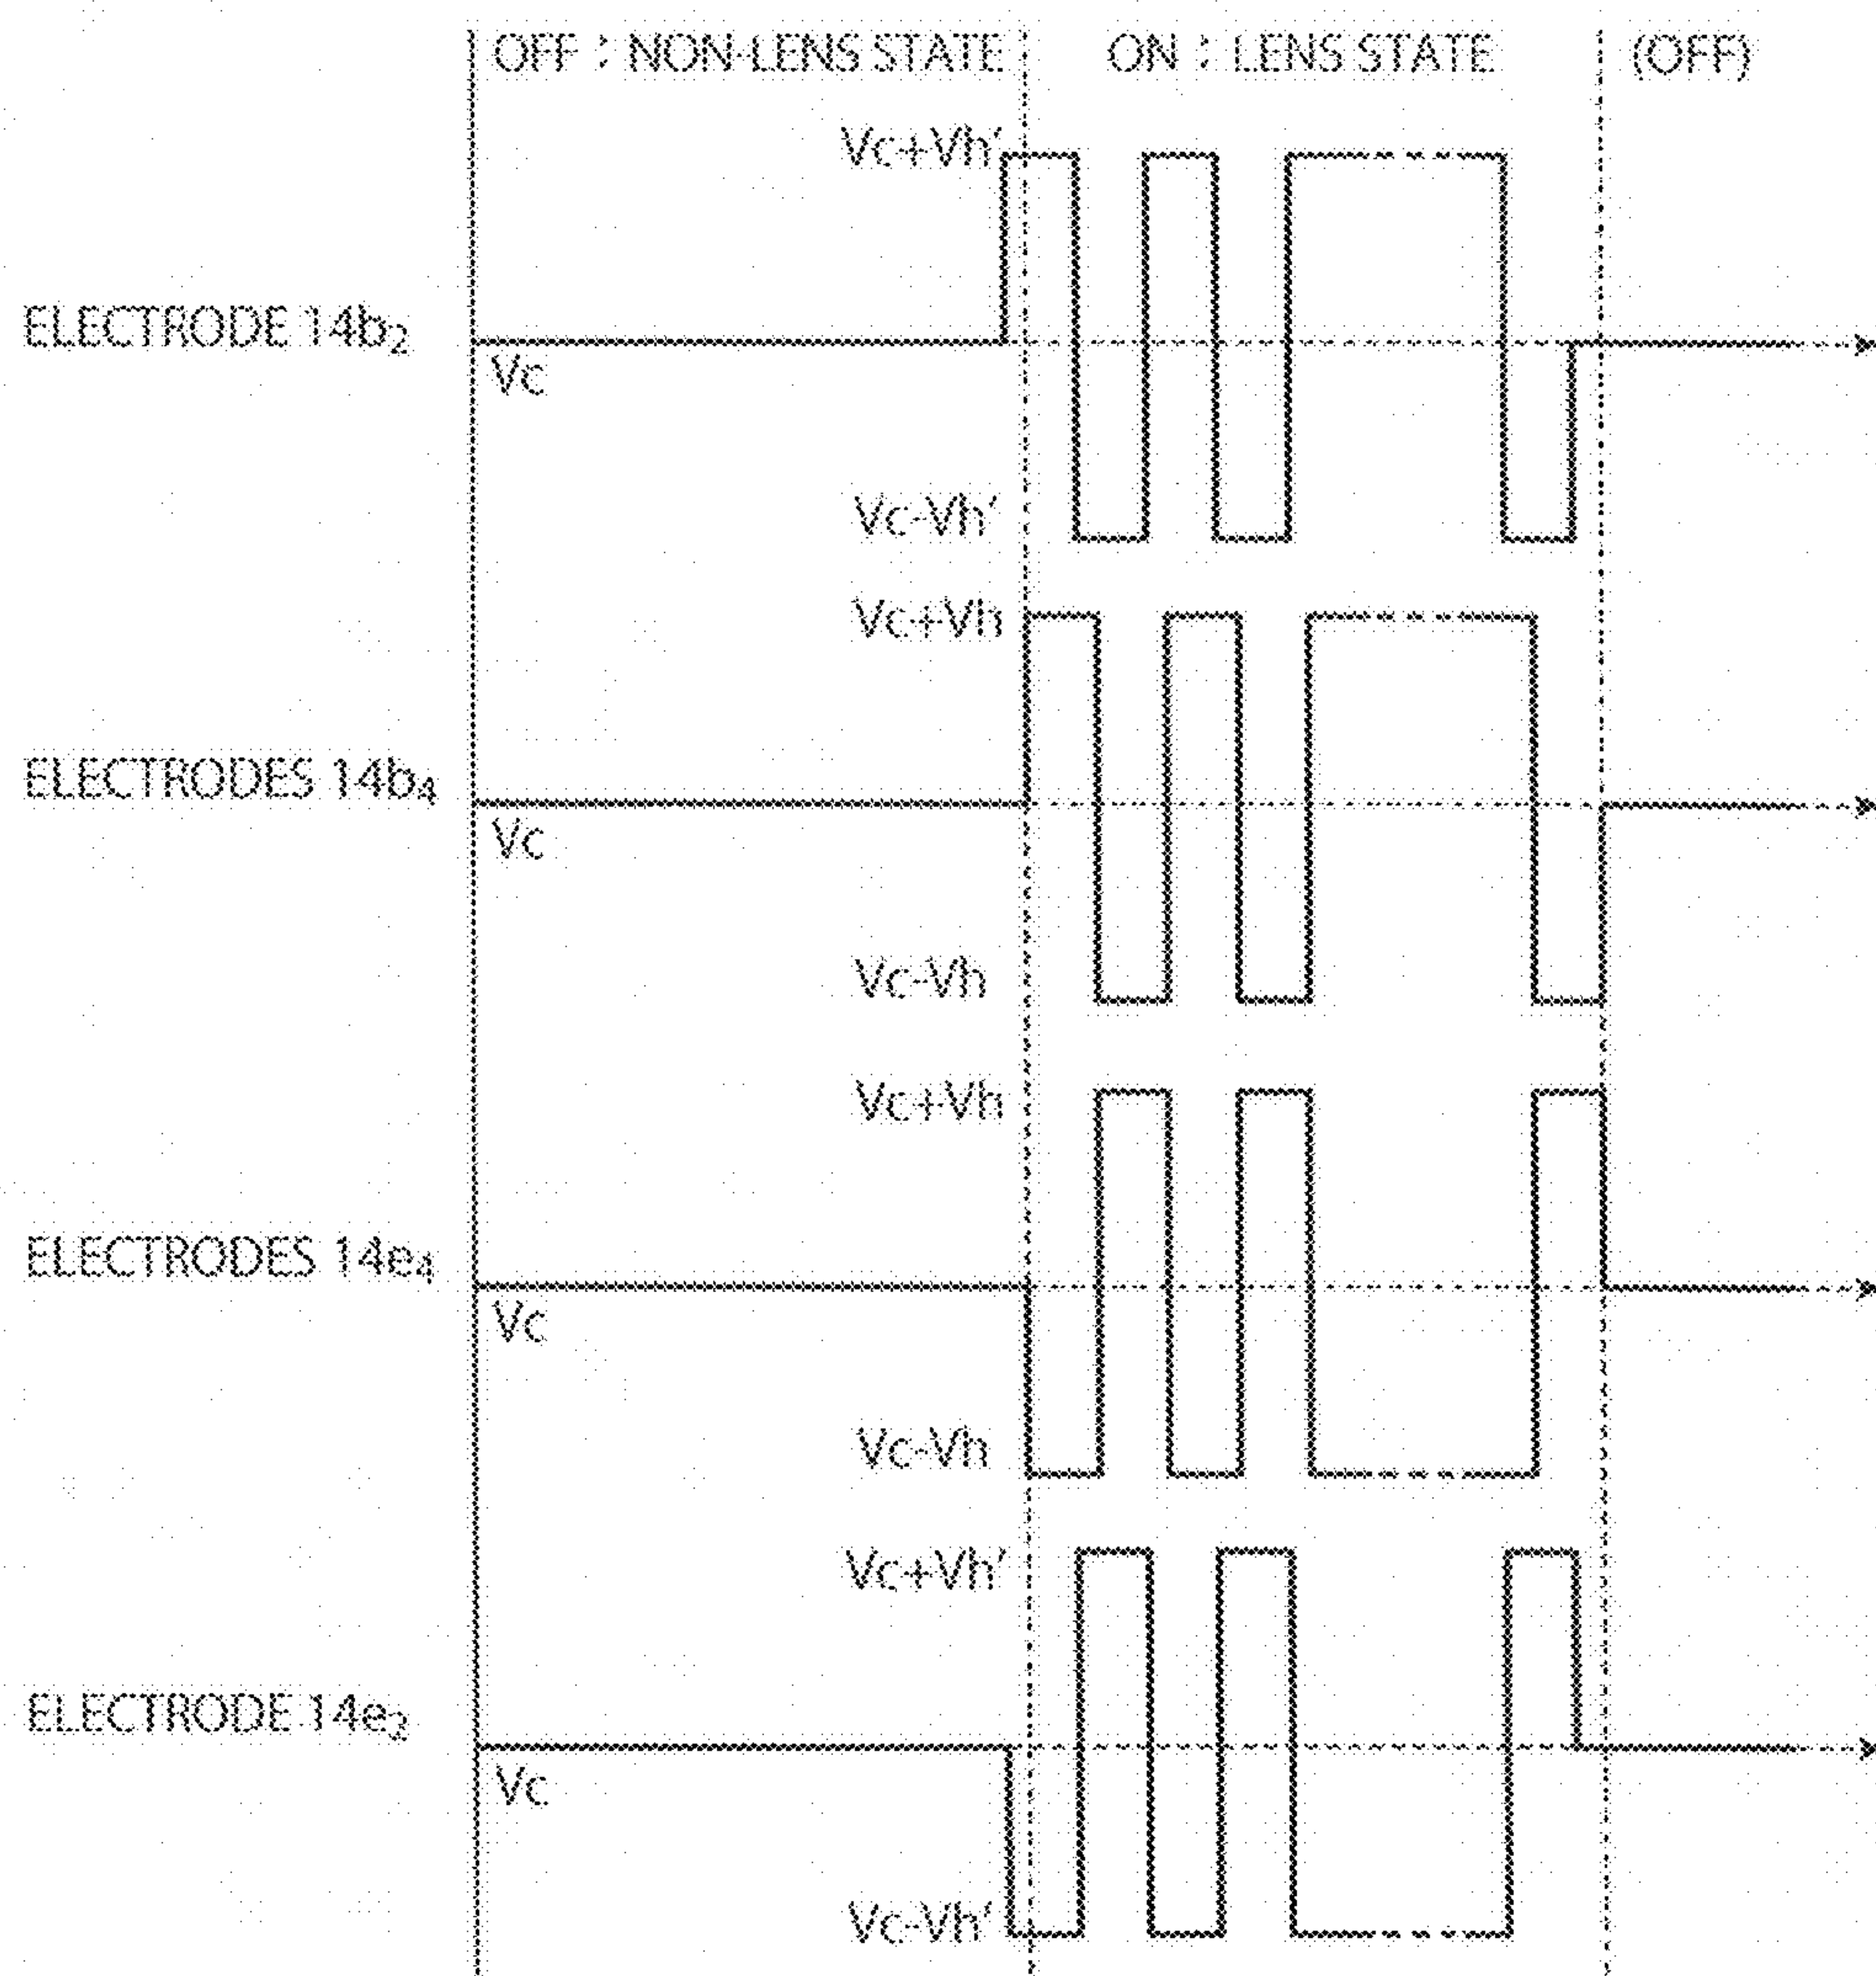 OFF : NON-LENS STATE
ON : LENS STATE
(OFF)
Vc+Vh'
ELECTRODE 14b₂
Vc
Vc-Vh'
Vc+Vh
ELECTRODES 14b₄
Vc
Vc-Vh
Vc+Vh
ELECTRODES 14e₄
Vc
Vc-Vh
Vc+Vh'
ELECTRODE 14e₂
Vc
Vc-Vh'